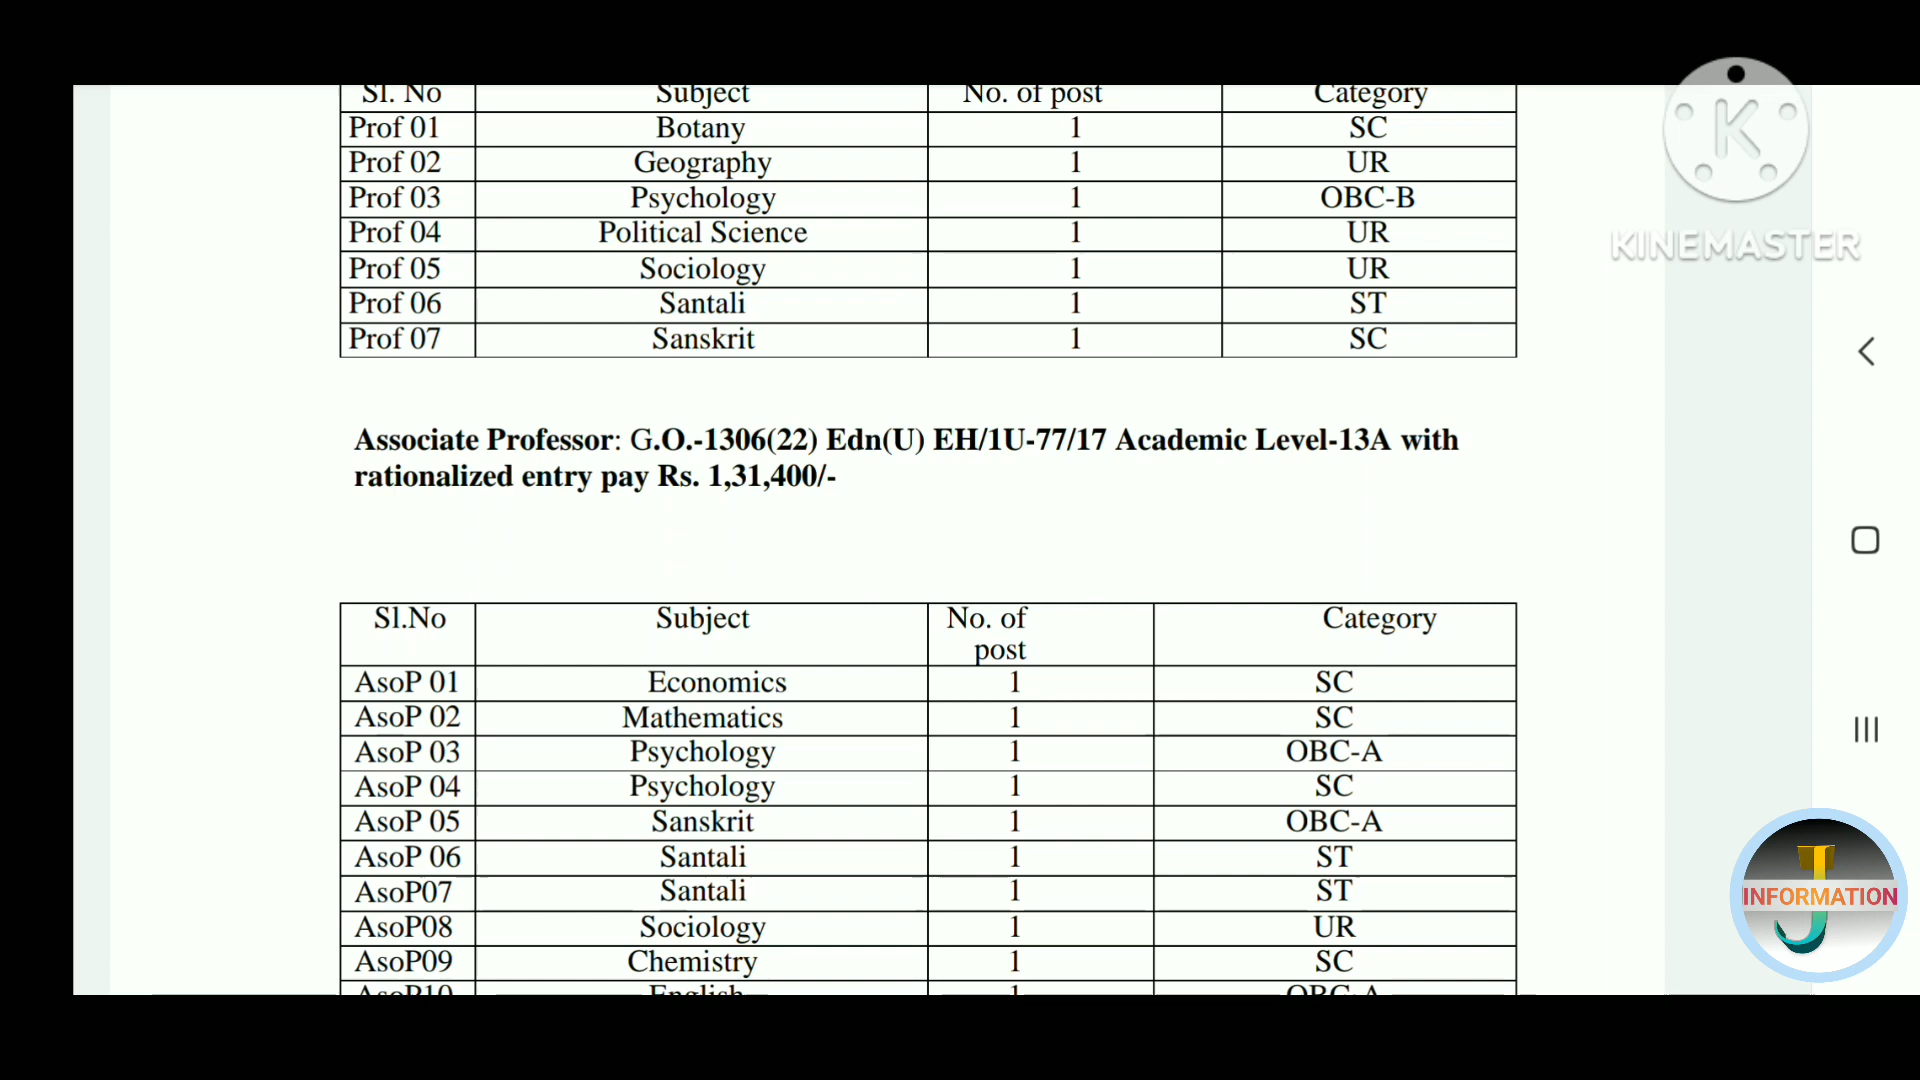 Sl. No Subject No. of post Category
Prof 01 Botany 1 SC
Prof 02 Geography 1 UR
Prof 03 Psychology 1 OBC-B
Prof 04 Political Science 1 UR
Prof 05 Sociology 1 UR
Prof 06 Santali 1 ST
Prof 07 Sanskrit 1 SC
K
KINEMASTER
Associate Professor: G.O.-1306(22) Edn(U) EH/1U-77/17 Academic Level-13A with
rationalized entry pay Rs. 1,31,400/-
Sl.No Subject No. of post Category
AsoP 01 Economics 1 SC
AsoP 02 Mathematics 1 SC
AsoP 03 Psychology 1 OBC-A
AsoP 04 Psychology 1 SC
AsoP 05 Sanskrit 1 OBC-A
AsoP 06 Santali 1 ST
AsoP07 Santali 1 ST
AsoP08 Sociology 1 UR
AsoP09 Chemistry 1 SC
AsoP10 English 1 OBC-A
J
INFORMATION